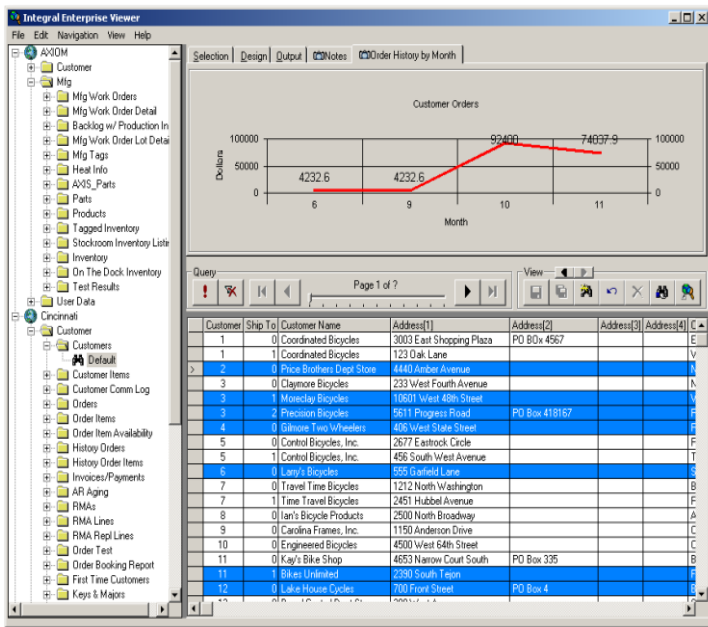 Integral Enterprise Viewer
File Edit Navigation View Help
AXIOM
Customer
Mfg
Mfg Work Orders
Mfg Work Order Detail
Backlog w/ Production In
Mfg Work Order Lot Detai
Mfg Tags
Heat Info
AXIS_Parts
Parts
Products
Tagged Inventory
Stockroom Inventory Listin
Inventory
On The Dock Inventory
Test Results
User Data
Cincinnati
Customer
Customers
Default
Customer Items
Customer Comm Log
Orders
Order Items
Order Item Availability
History Orders
History Order Items
Invoices/Payments
AR Aging
RMAs
RMA Lines
RMA Repl Lines
Order Test
Order Booking Report
First Time Customers
Keys & Majors
Selection Design Output Notes Order History by Month
Customer Orders
Dollars
100000 92400 74037.9 100000
50000 4232.6 4232.6 50000
0 0
6 9 10 11
Month
Query View
Page 1 of ?
Customer Ship To Customer Name Address[1] Address[2] Address[3] Address[4] C
1 0 Coordinated Bicycles 3003 East Shopping Plaza PO BOx 4567 E
1 1 Coordinated Bicycles 123 Oak Lane V
2 0 Price Brothers Dept Store 4440 Amber Avenue N
3 0 Claymore Bicycles 233 West Fourth Avenue N
3 1 Moreclay Bicycles 10601 West 48th Street V
3 2 Precision Bicycles 5611 Progress Road PO Box 418167 F
4 0 Gilmore Two Wheelers 406 West State Street F
5 0 Control Bicycles, Inc. 2677 Eastrock Circle F
5 1 Control Bicycles, Inc. 456 South West Avenue T
6 0 Larry's Bicycles 555 Garfield Lane S
7 0 Travel Time Bicycles 1212 North Washington B
7 1 Time Travel Bicycles 2451 Hubbel Avenue F
8 0 Ian's Bicycle Products 2500 North Broadway A
9 0 Carolina Frames, Inc. 1150 Anderson Drive C
10 0 Engineered Bicycles 4500 West 64th Street C
11 0 Kay's Bike Shop 4653 Narrow Court South PO Box 335 B
11 1 Bikes Unlimited 2390 South Tejon F
12 0 Lake House Cycles 700 Front Street PO Box 4 B